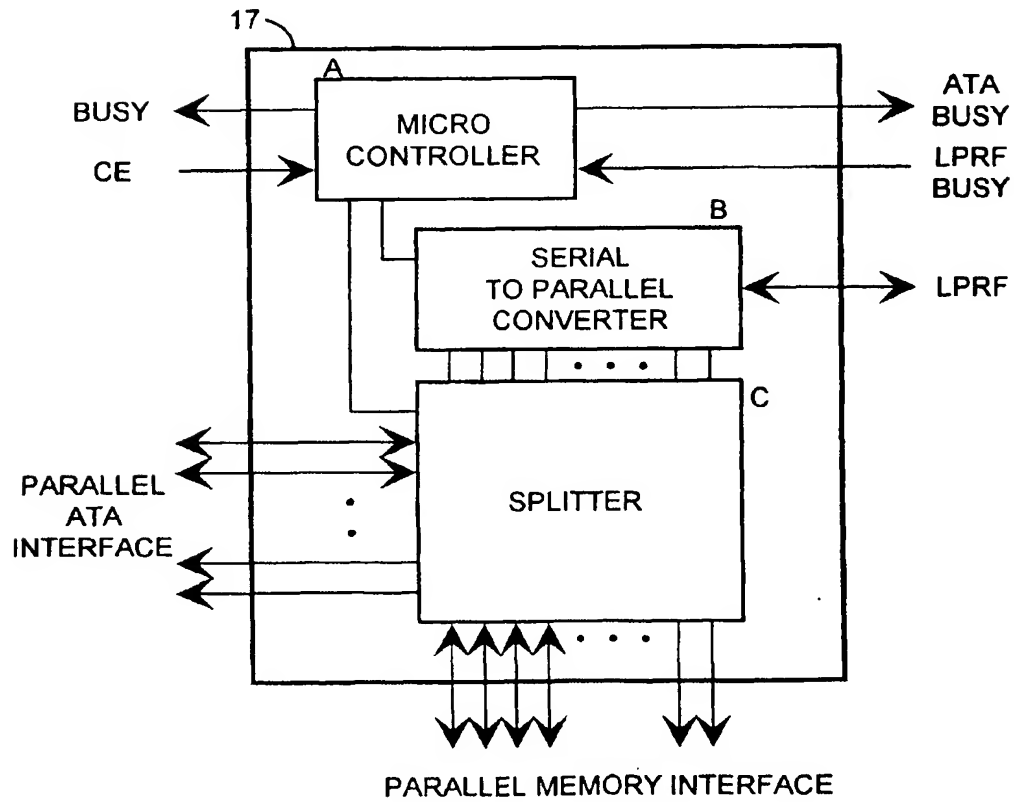 17
A
BUSY
CE
MICRO
CONTROLLER
ATA
BUSY
LPRF
BUSY
B
SERIAL
TO PARALLEL
CONVERTER
LPRF
C
SPLITTER
PARALLEL
ATA
INTERFACE
PARALLEL MEMORY INTERFACE